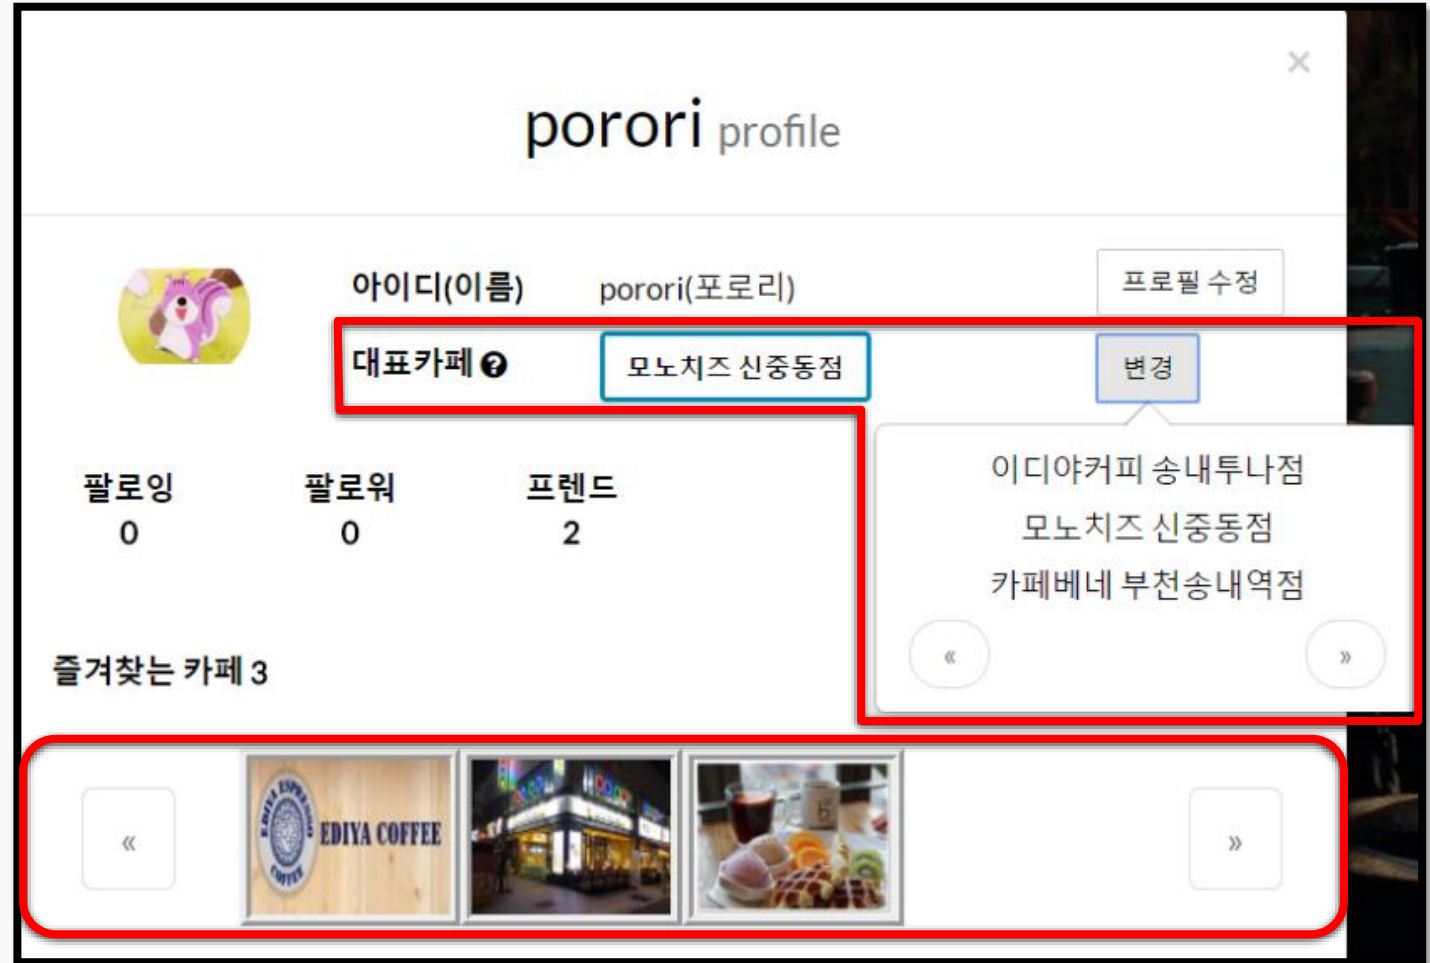 ×
porori profile
아이디(이름) porori(포로리) 프로필 수정
대표카페 ? 모노치즈 신중동점 변경
이디야커피 송내투나점
모노치즈 신중동점
카페베네 부천송내역점
« »
팔로잉 팔로워 프렌드
0 0 2
즐겨찾는 카페 3
« »
EDIYA ESPRESSO
COFFEE
EDIYA COFFEE